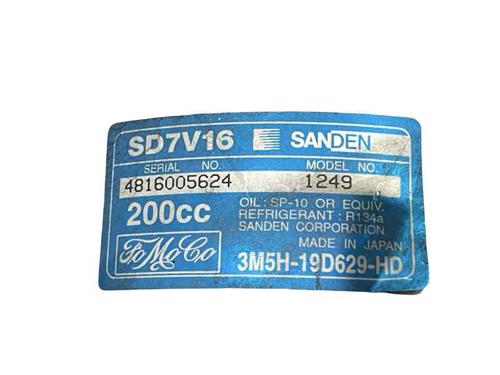 SD7V16 SANDEN
SERIAL NO. MODEL NO.
4816005624 1249
200cc OIL: SP-10 OR EQUIV.
REFRIGERANT: R134a
SANDEN CORPORATION
MADE IN JAPAN
FoMoCo 3M5H-19D629-HD